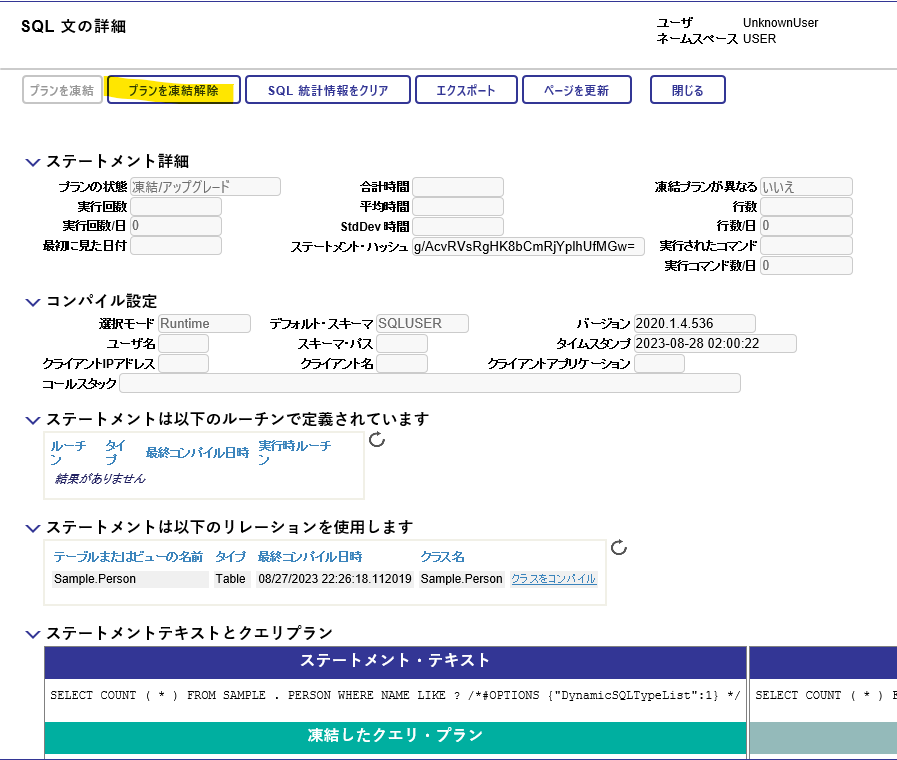 SQL 文の詳細
ユーザ UnknownUser
ネームスペース USER
プランを凍結 プランを凍結解除 SQL 統計情報をクリア エクスポート ページを更新 閉じる
ステートメント詳細
プランの状態 凍結/アップグレード 合計時間 凍結プランが異なる いいえ
実行回数 平均時間 行数
実行回数/日 0 StdDev 時間 行数/日 0
最初に見た日付 ステートメント・ハッシュ g/AcvRVsRgHK8bCmRjYpIhUfMGw= 実行されたコマンド
実行コマンド数/日 0
コンパイル設定
選択モード Runtime デフォルト・スキーマ SQLUSER バージョン 2020.1.4.536
ユーザ名 スキーマ・パス タイムスタンプ 2023-08-28 02:00:22
クライアントIPアドレス クライアント名 クライアントアプリケーション
コールスタック
ステートメントは以下のルーチンで定義されています
ルーチン タイプ 最終コンパイル日時 実行時ルーチン
結果がありません
ステートメントは以下のリレーションを使用します
テーブルまたはビューの名前 タイプ 最終コンパイル日時 クラス名
Sample.Person Table 08/27/2023 22:26:18.112019 Sample.Person クラスをコンパイル
ステートメントテキストとクエリプラン
ステートメント・テキスト
SELECT COUNT ( * ) FROM SAMPLE . PERSON WHERE NAME LIKE ? /*#OPTIONS {"DynamicSQLTypeList":1} */ SELECT COUNT ( * )
凍結したクエリ・プラン